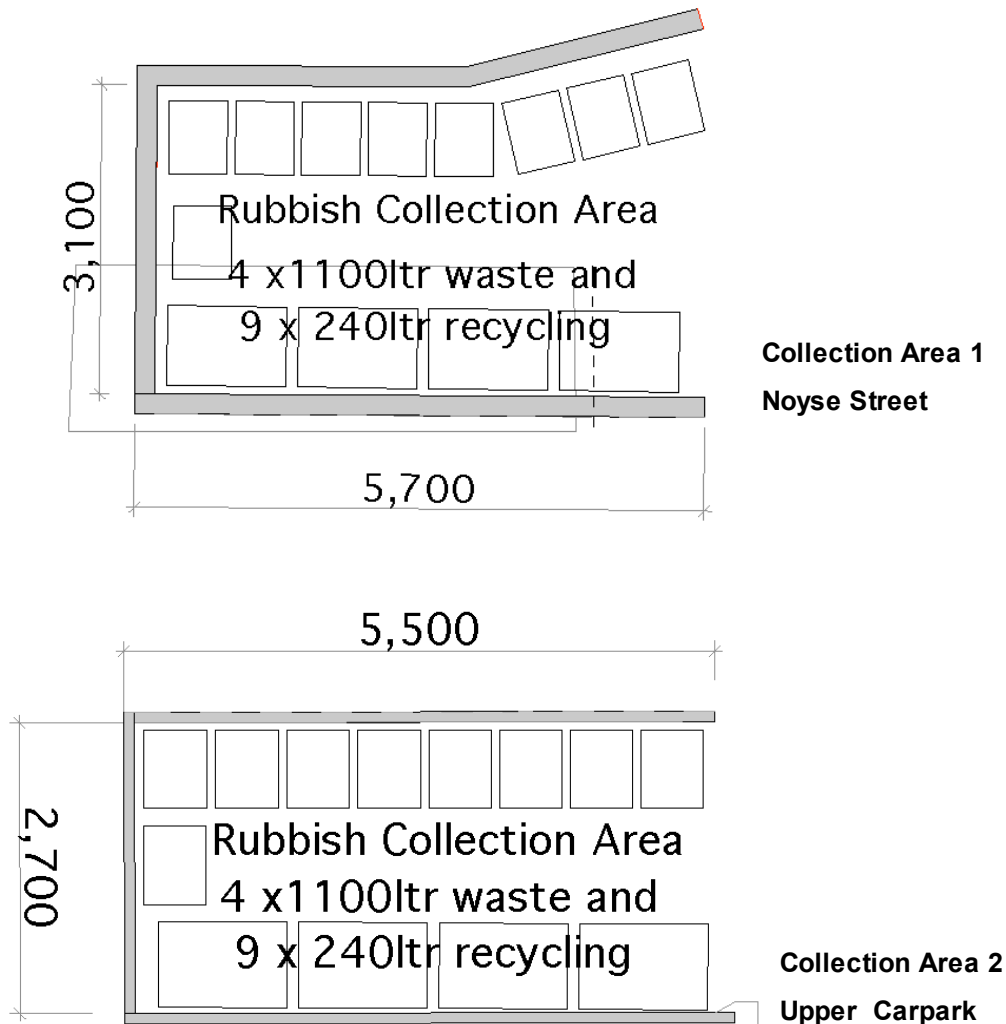 3,100
Rubbish Collection Area
4 x1100ltr waste and
9 x 240ltr recycling
Collection Area 1
Noyse Street
5,700
5,500
2,700
Rubbish Collection Area
4 x1100ltr waste and
9 x 240ltr recycling
Collection Area 2
Upper Carpark